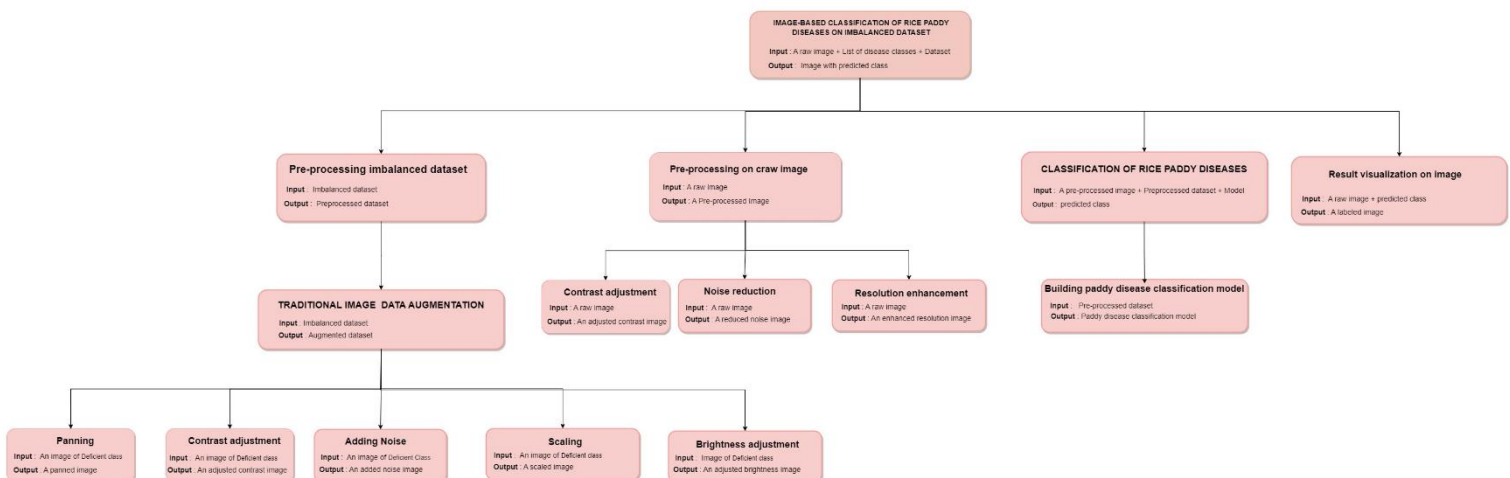 IMAGE-BASED CLASSIFICATION OF RICE PADDY
DISEASES ON IMBALANCED DATASET
Input : A raw image + List of disease classes + Dataset
Output : Image with predicted class
Pre-processing imbalanced dataset
Input : Imbalanced dataset
Output : Preprocessed dataset
Pre-processing on craw image
Input : A raw image
Output : A Pre-processed image
CLASSIFICATION OF RICE PADDY DISEASES
Input : A pre-processed image + Preprocessed dataset + Model
Output : predicted class
Result visualization on image
Input : A raw image + predicted class
Output : A labeled image
TRADITIONAL IMAGE DATA AUGMENTATION
Input : Imbalanced dataset
Output : Augmented dataset
Contrast adjustment
Input : A raw image
Output : An adjusted contrast image
Noise reduction
Input : A raw image
Output : A reduced noise image
Resolution enhancement
Input : A raw image
Output : An enhanced resolution image
Building paddy disease classification model
Input : Pre-processed dataset
Output : Paddy disease classification model
Panning
Input : An image of Deficient class
Output : A panned image
Contrast adjustment
Input : An image of Deficient class
Output : An adjusted contrast image
Adding Noise
Input : An image of Deficient Class
Output : An added noise image
Scaling
Input : An image of Deficient class
Output : A scaled image
Brightness adjustment
Input : Image of Deficient class
Output : An adjusted brightness image